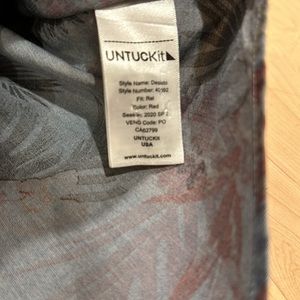 UNTUCKit
Style Name:
Style Number: 40192
Fit: Rel
Color: Red
Season: 2020 SP 2
VEND Code: PO
CA62799
UNTUCKit
USA
www.untuckit.com